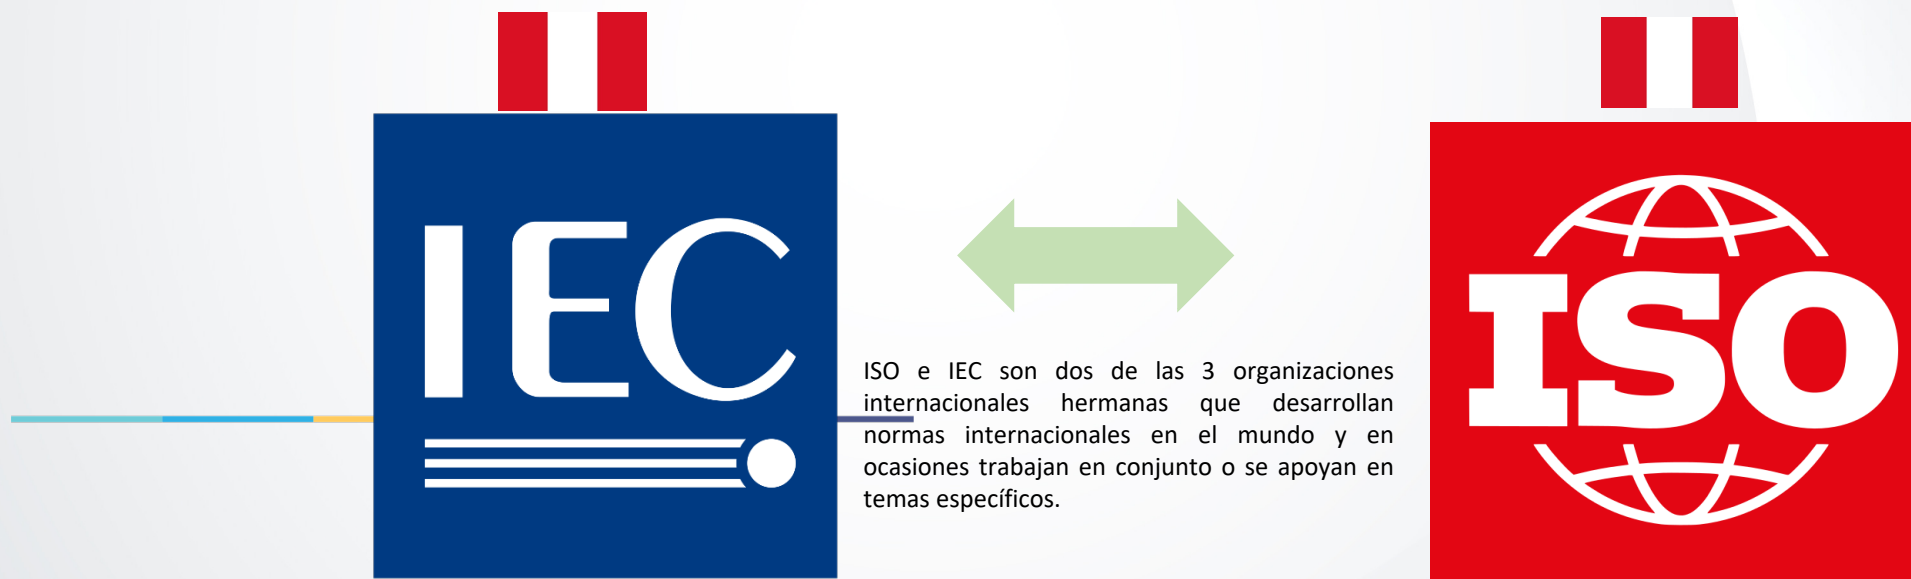 IEC
ISO e IEC son dos de las 3 organizaciones
internacionales hermanas que desarrollan
normas internacionales en el mundo y en
ocasiones trabajan en conjunto o se apoyan en
temas específicos.
ISO